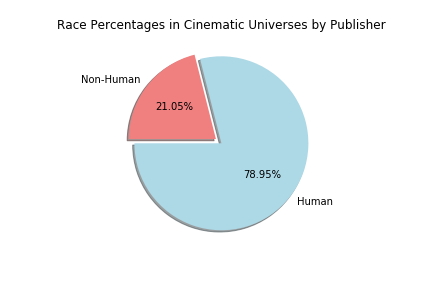 Race Percentages in Cinematic Universes by Publisher
Non-Human
21.05%
78.95%
Human